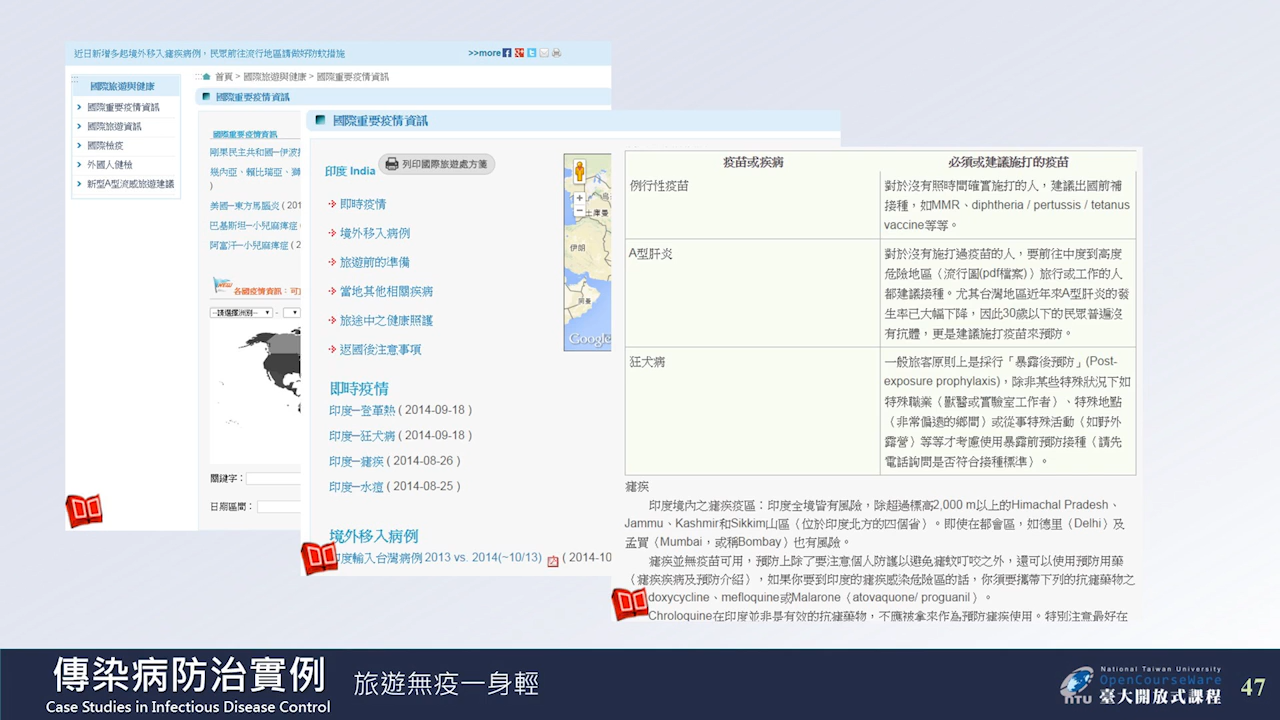 近日新增多起境外移入瘧疾病例，民眾前往流行地區請做好防蚊措施
>>more
首頁 > 國際旅遊與健康 > 國際重要疫情資訊
國際旅遊與健康
國際重要疫情資訊
國際旅遊資訊
國際檢疫
外國人健檢
新型A型流感旅遊建議
國際重要疫情資訊
國際重要疫情資訊
剛果民主共和國─伊波拉
幾內亞、賴比瑞亞、獅
)
美國─東方馬腦炎 ( 201
巴基斯坦─小兒麻痺症
阿富汗─小兒麻痺症 ( 2
各國疫情資訊：可
--請選擇洲別--
關鍵字：
日期區間：
國際重要疫情資訊
印度 India
列印國際旅遊處方箋
即時疫情
境外移入病例
旅遊前的準備
當地其他相關疾病
旅途中之健康照護
返國後注意事項
土庫曼
伊朗
阿曼
Google
即時疫情
印度─登革熱 ( 2014-09-18 )
印度─狂犬病 ( 2014-09-18 )
印度─瘧疾 ( 2014-08-26 )
印度─水痘 ( 2014-08-25 )
境外移入病例
度輸入台灣病例 2013 vs. 2014(~10/13) ( 2014-10
疫苗或疾病
必須或建議施打的疫苗
例行性疫苗
對於沒有照時間確實施打的人，建議出國前補
接種，如MMR、diphtheria / pertussis / tetanus
vaccine等等。
A型肝炎
對於沒有施打過疫苗的人，要前往中度到高度
危險地區（流行圖(pdf檔案)）旅行或工作的人
都建議接種。尤其台灣地區近年來A型肝炎的發
生率已大幅下降，因此30歲以下的民眾普遍沒
有抗體，更是建議施打疫苗來預防。
狂犬病
一般旅客原則上是採行「暴露後預防」(Post-
exposure prophylaxis)，除非某些特殊狀況下如
特殊職業（獸醫或實驗室工作者）、特殊地點
（非常偏遠的鄉間）或從事特殊活動（如野外
露營）等等才考慮使用暴露前預防接種（請先
電話詢問是否符合接種標準）。
瘧疾
印度境內之瘧疾疫區：印度全境皆有風險，除超過標高2,000 m以上的Himachal Pradesh、
Jammu、Kashmir和Sikkim山區（位於印度北方的四個省）。即使在都會區，如德里（Delhi）及
孟買（Mumbai，或稱Bombay）也有風險。
瘧疾並無疫苗可用，預防上除了要注意個人防護以避免瘧蚊叮咬之外，還可以使用預防用藥
（瘧疾疾病及預防介紹），如果你要到印度的瘧疾感染危險區的話，你須要攜帶下列的抗瘧藥物之
doxycycline、mefloquine或Malarone（atovaquone/ proguanil）。
Chroloquine在印度並非是有效的抗瘧藥物，不應被拿來作為預防瘧疾使用。特別注意最好在
傳染病防治實例
旅遊無疫一身輕
Case Studies in Infectious Disease Control
National Taiwan University
OpenCourseWare
NTU 臺大開放式課程
47